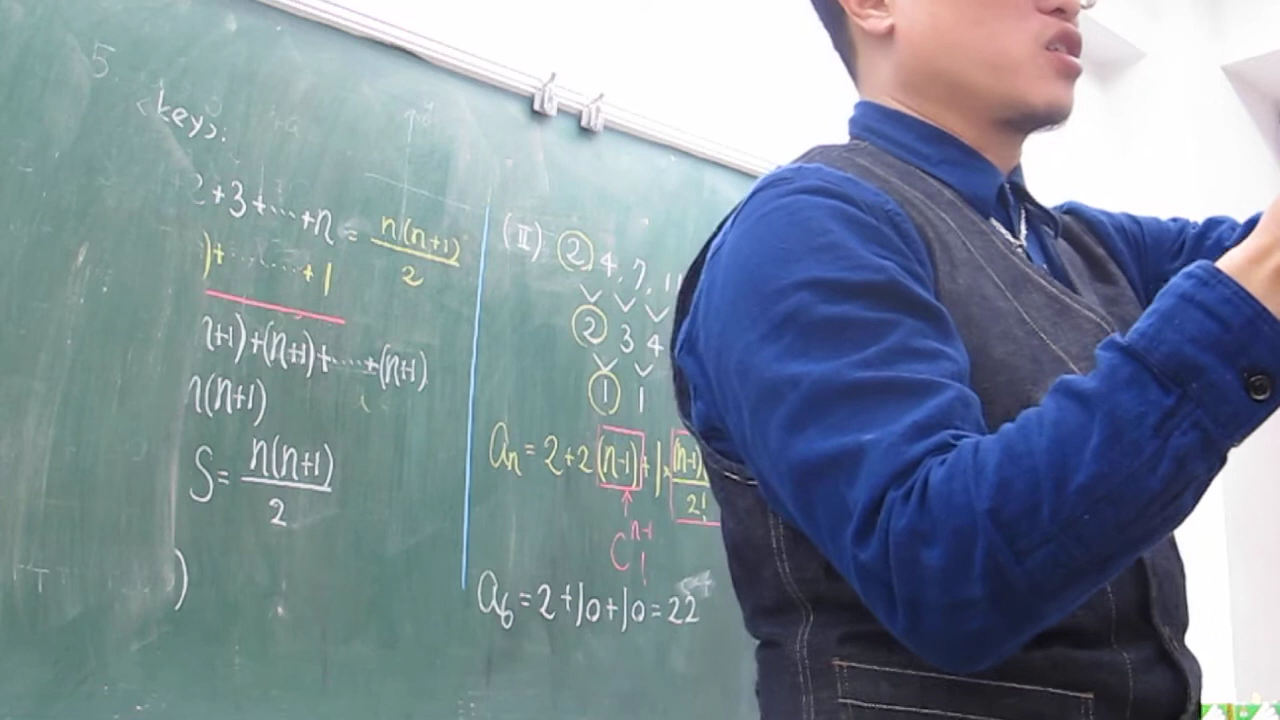 5.
<key>:
2+3+·····+n = n(n+1)/2
)+·········+1
n+1)+(n+1)+······+(n+1)
n(n+1)
S = n(n+1)/2
)
(II) 2 4, 7, 11
2 3 4
1 1
an = 2+2(n-1)+1×(n-1)/2!
C n-1 1
a6 = 2+10+10=22